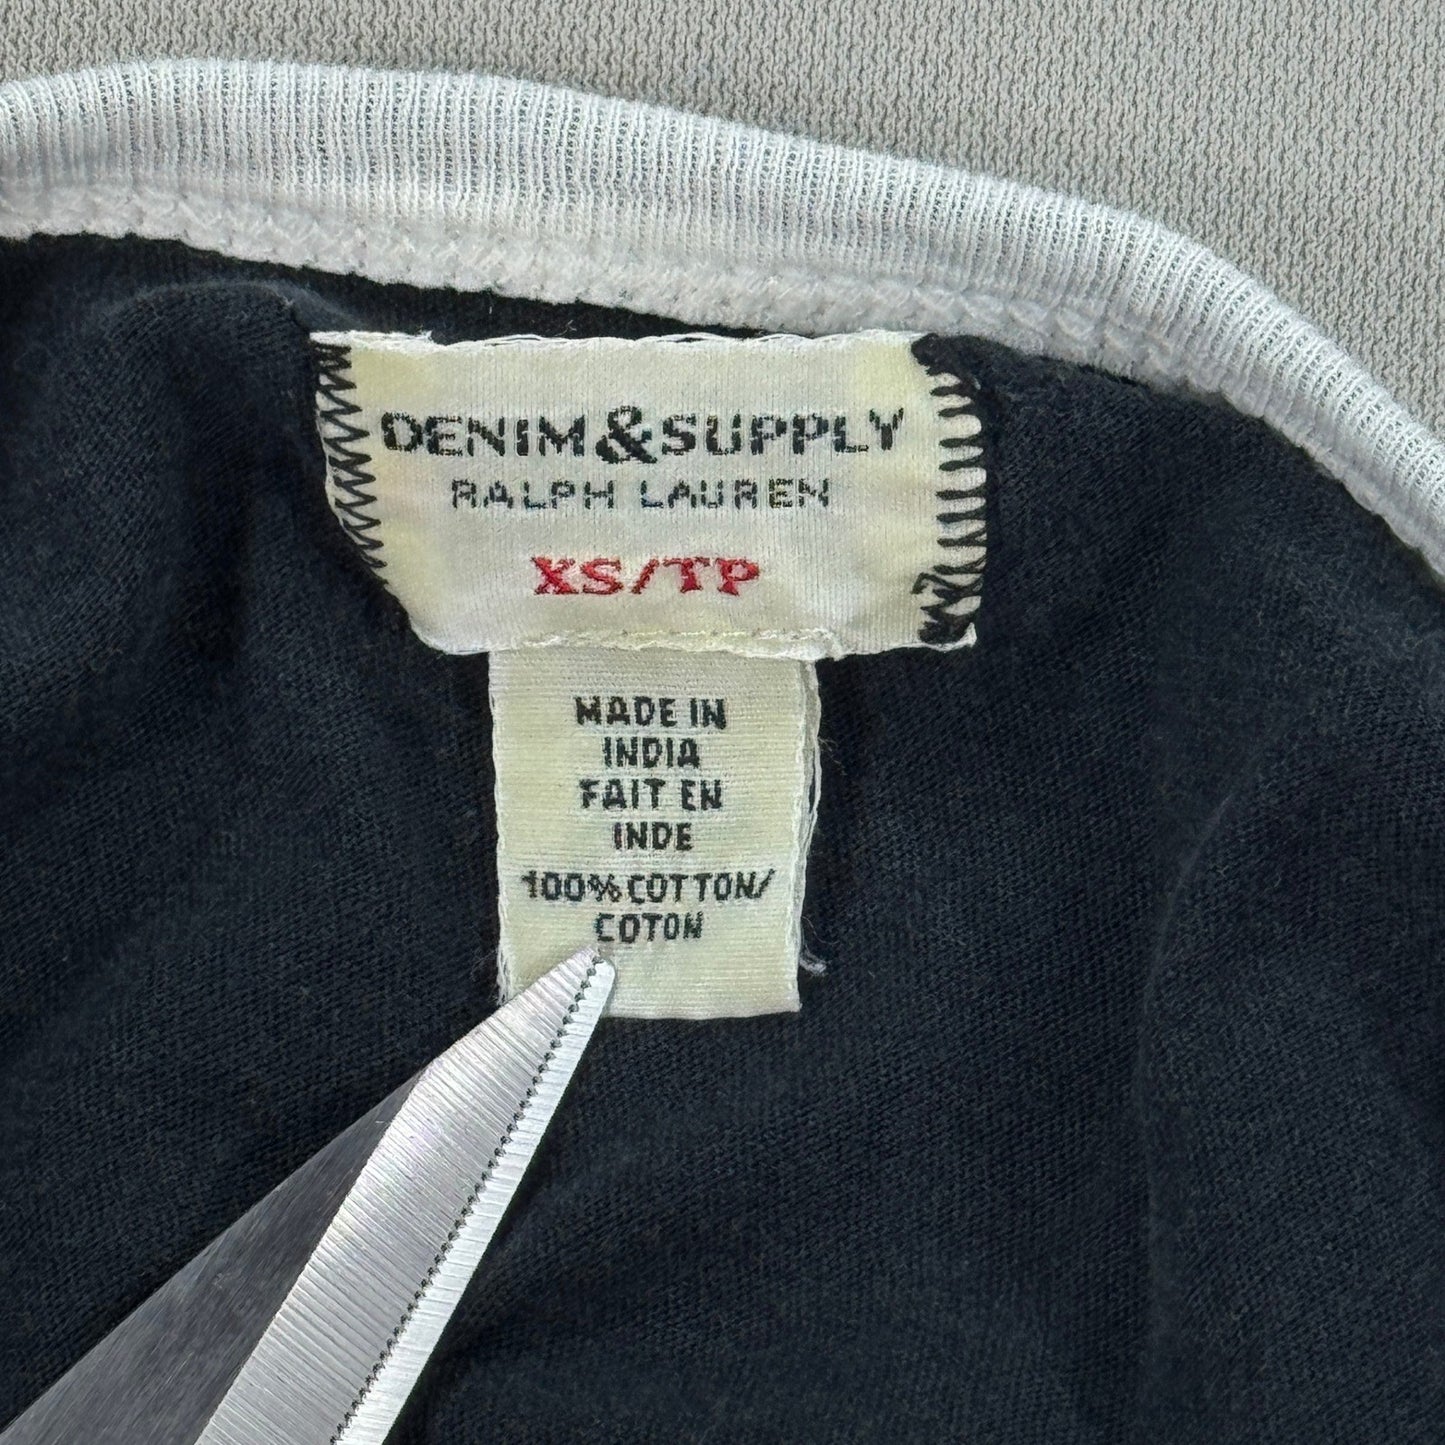 DENIM&SUPPLY
RALPH LAUREN
XS/TP
MADE IN
INDIA
FAIT EN
INDE
100% COTTON/
COTON